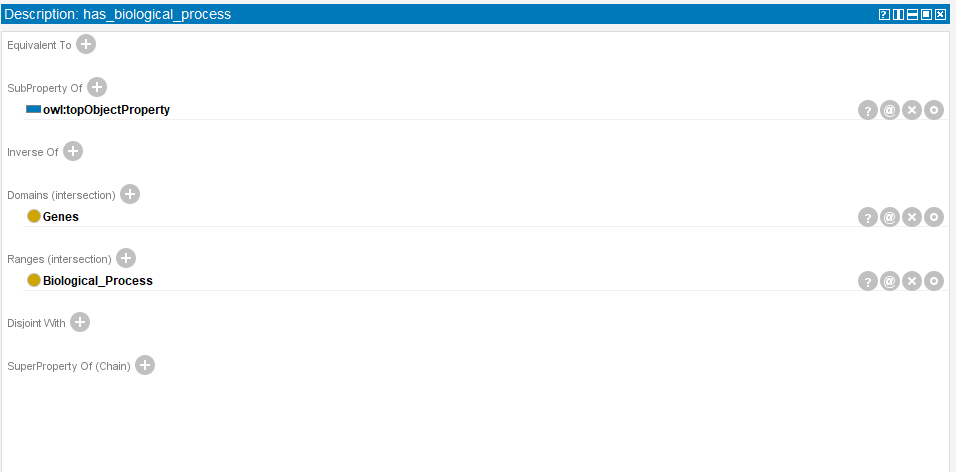 Description: has_biological_process
Equivalent To
SubProperty Of
owl:topObjectProperty
Inverse Of
Domains (intersection)
Genes
Ranges (intersection)
Biological_Process
Disjoint With
SuperProperty Of (Chain)